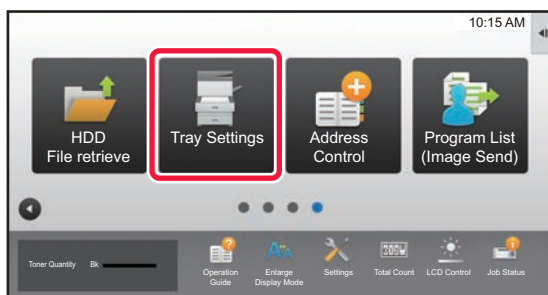 10:15 AM
HDD
File retrieve
Tray Settings
Address
Control
Program List
(Image Send)
Toner Quantity Bk
Operation
Guide
Enlarge
Display Mode
Settings
Total Count
LCD Control
Job Status